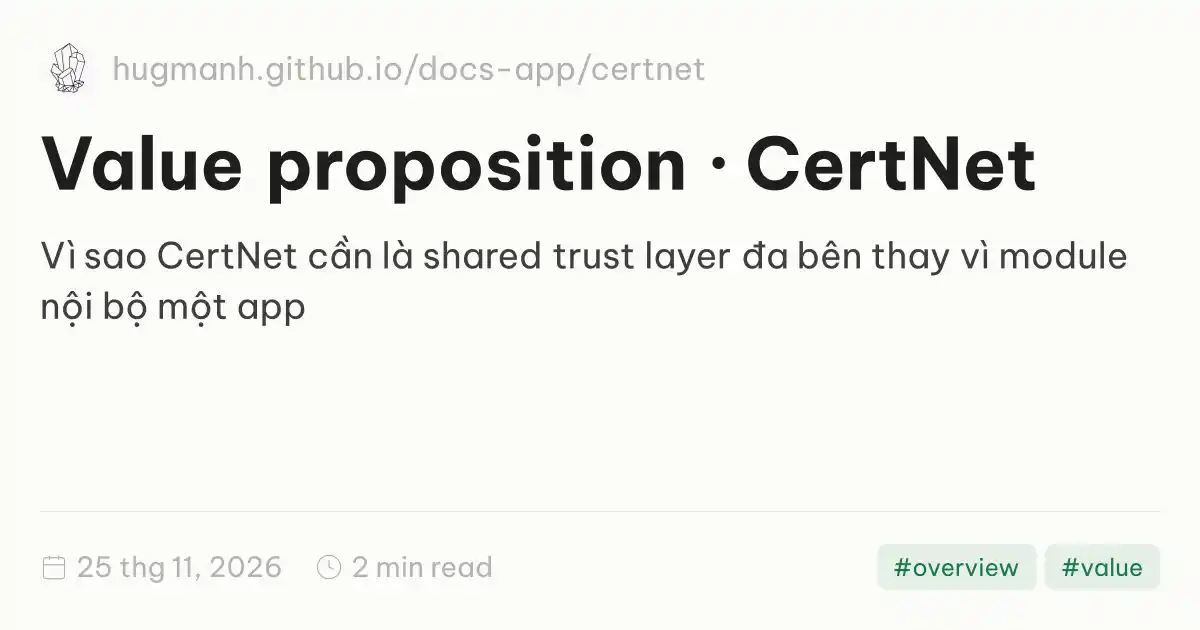 hugmanh.github.io/docs-app/certnet
Value proposition · CertNet
Vì sao CertNet cần là shared trust layer đa bên thay vì module
nội bộ một app
25 thg 11, 2026
2 min read
#overview
#value